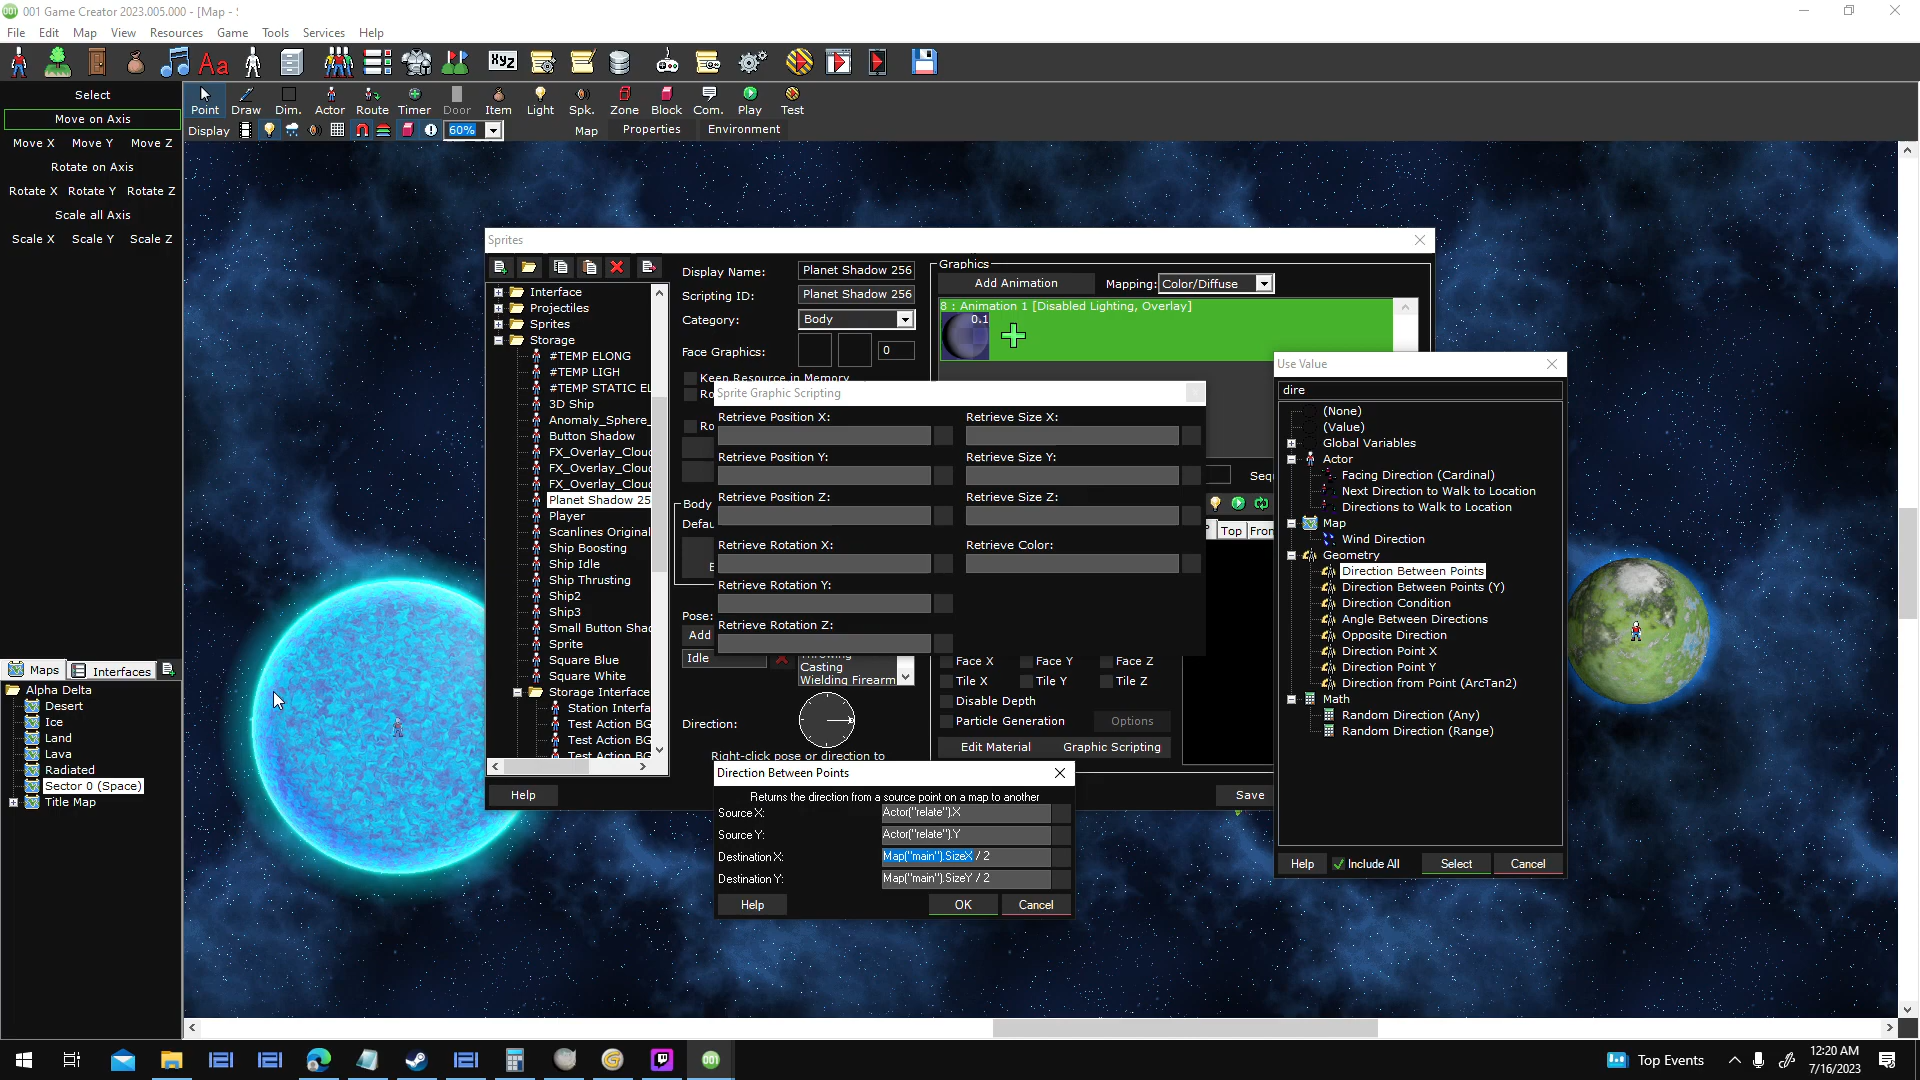 001 Game Creator 2023.005.000 - [Map -
File Edit Map View Resources Game Tools Services Help
Aa
XYZ
Select
Move on Axis
Move X Move Y Move Z
Rotate on Axis
Rotate X Rotate Y Rotate Z
Scale all Axis
Scale X Scale Y Scale Z
Point Draw Dim. Actor Route Timer Door Item Light Spk. Zone Block Com. Play Test
Display 60% Map Properties Environment
Sprites
Interface
Projectiles
Sprites
Storage
#TEMP ELONG
#TEMP LIGH
#TEMP STATIC EL
3D Ship
Anomaly_Sphere_
Button Shadow
FX_Overlay_Clou
FX_Overlay_Clou
FX_Overlay_Clou
Planet Shadow 25
Player
Scanlines Original
Ship Boosting
Ship Idle
Ship Thrusting
Ship2
Ship3
Small Button Sha
Sprite
Square Blue
Square White
Storage Interface
Station Interfa
Test Action BG
Test Action BG
Test Action BG
Help
Display Name: Planet Shadow 256
Scripting ID: Planet Shadow 256
Category: Body
Face Graphics: 0
Keep Resource in Memory
Ro
Ro
Body
Defau
Pose:
Add
Idle
Throwing
Casting
Wielding Firearm
Direction:
Right-click pose or direction to
Graphics
Add Animation Mapping: Color/Diffuse
8 : Animation 1 [Disabled Lighting, Overlay]
0.1
Sequ
Top Fron
Face X Face Y Face Z
Tile X Tile Y Tile Z
Disable Depth
Particle Generation Options
Edit Material Graphic Scripting
Save
Sprite Graphic Scripting
Retrieve Position X: Retrieve Size X:
Retrieve Position Y: Retrieve Size Y:
Retrieve Position Z: Retrieve Size Z:
Retrieve Rotation X: Retrieve Color:
Retrieve Rotation Y:
Retrieve Rotation Z:
Direction Between Points
Returns the direction from a source point on a map to another
Source X: Actor("relate").X
Source Y: Actor("relate").Y
Destination X: Map("main").SizeX / 2
Destination Y: Map("main").SizeY / 2
Help OK Cancel
Use Value
dire
(None)
(Value)
Global Variables
Actor
Facing Direction (Cardinal)
Next Direction to Walk to Location
Directions to Walk to Location
Map
Wind Direction
Geometry
Direction Between Points
Direction Between Points (Y)
Direction Condition
Angle Between Directions
Opposite Direction
Direction Point X
Direction Point Y
Direction from Point (ArcTan2)
Math
Random Direction (Any)
Random Direction (Range)
Help Include All Select Cancel
Maps Interfaces
Alpha Delta
Desert
Ice
Land
Lava
Radiated
Sector 0 (Space)
Title Map
Top Events
12:20 AM
7/16/2023